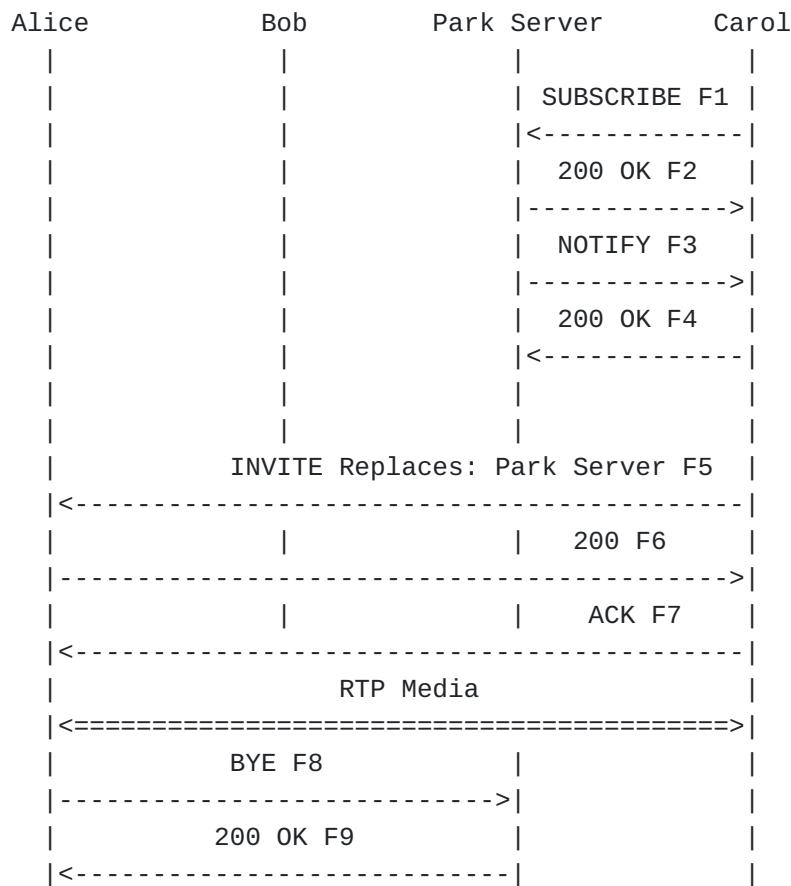 Alice Bob Park Server Carol
SUBSCRIBE F1
200 OK F2
NOTIFY F3
200 OK F4
INVITE Replaces: Park Server F5
200 F6
ACK F7
RTP Media
BYE F8
200 OK F9